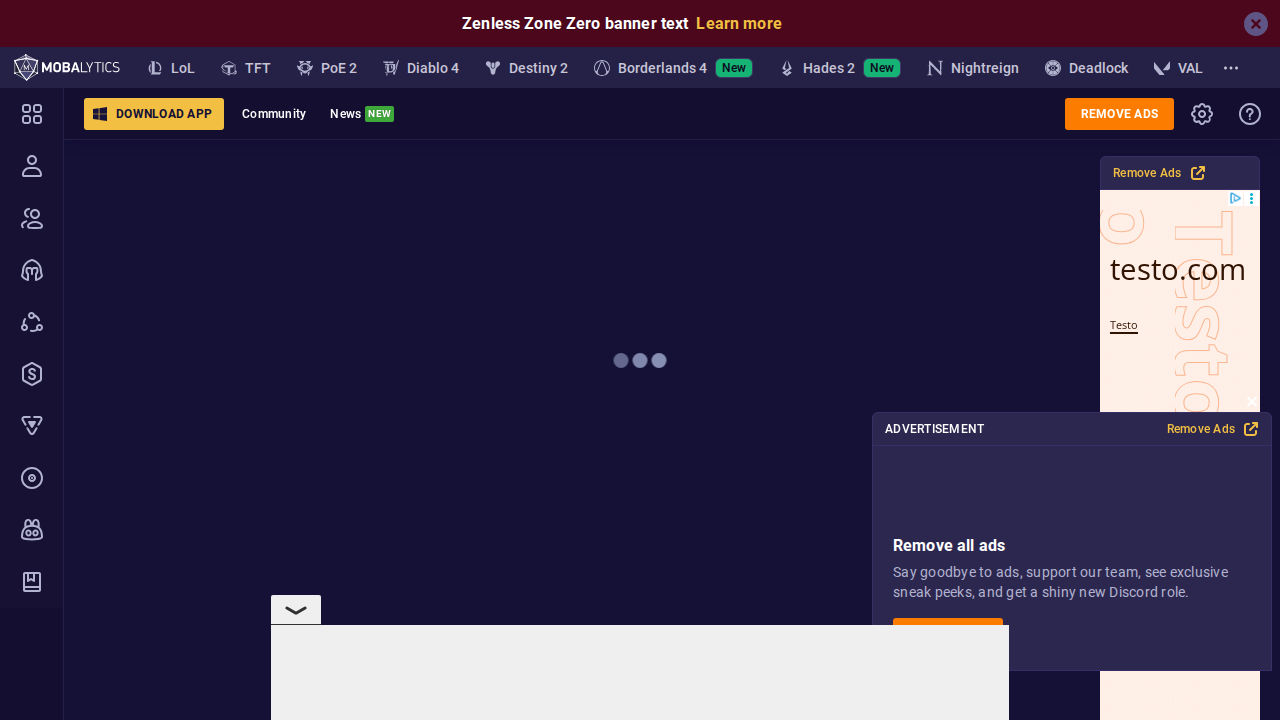 Zenless Zone Zero banner text Learn more
MOBALYTICS LoL TFT PoE 2 Diablo 4 Destiny 2 Borderlands 4 New Hades 2 New Nightreign Deadlock VAL
DOWNLOAD APP Community News NEW REMOVE ADS
Remove Ads
testo.com
Testo
Testo
ADVERTISEMENT Remove Ads
Remove all ads
Say goodbye to ads, support our team, see exclusive
sneak peeks, and get a shiny new Discord role.